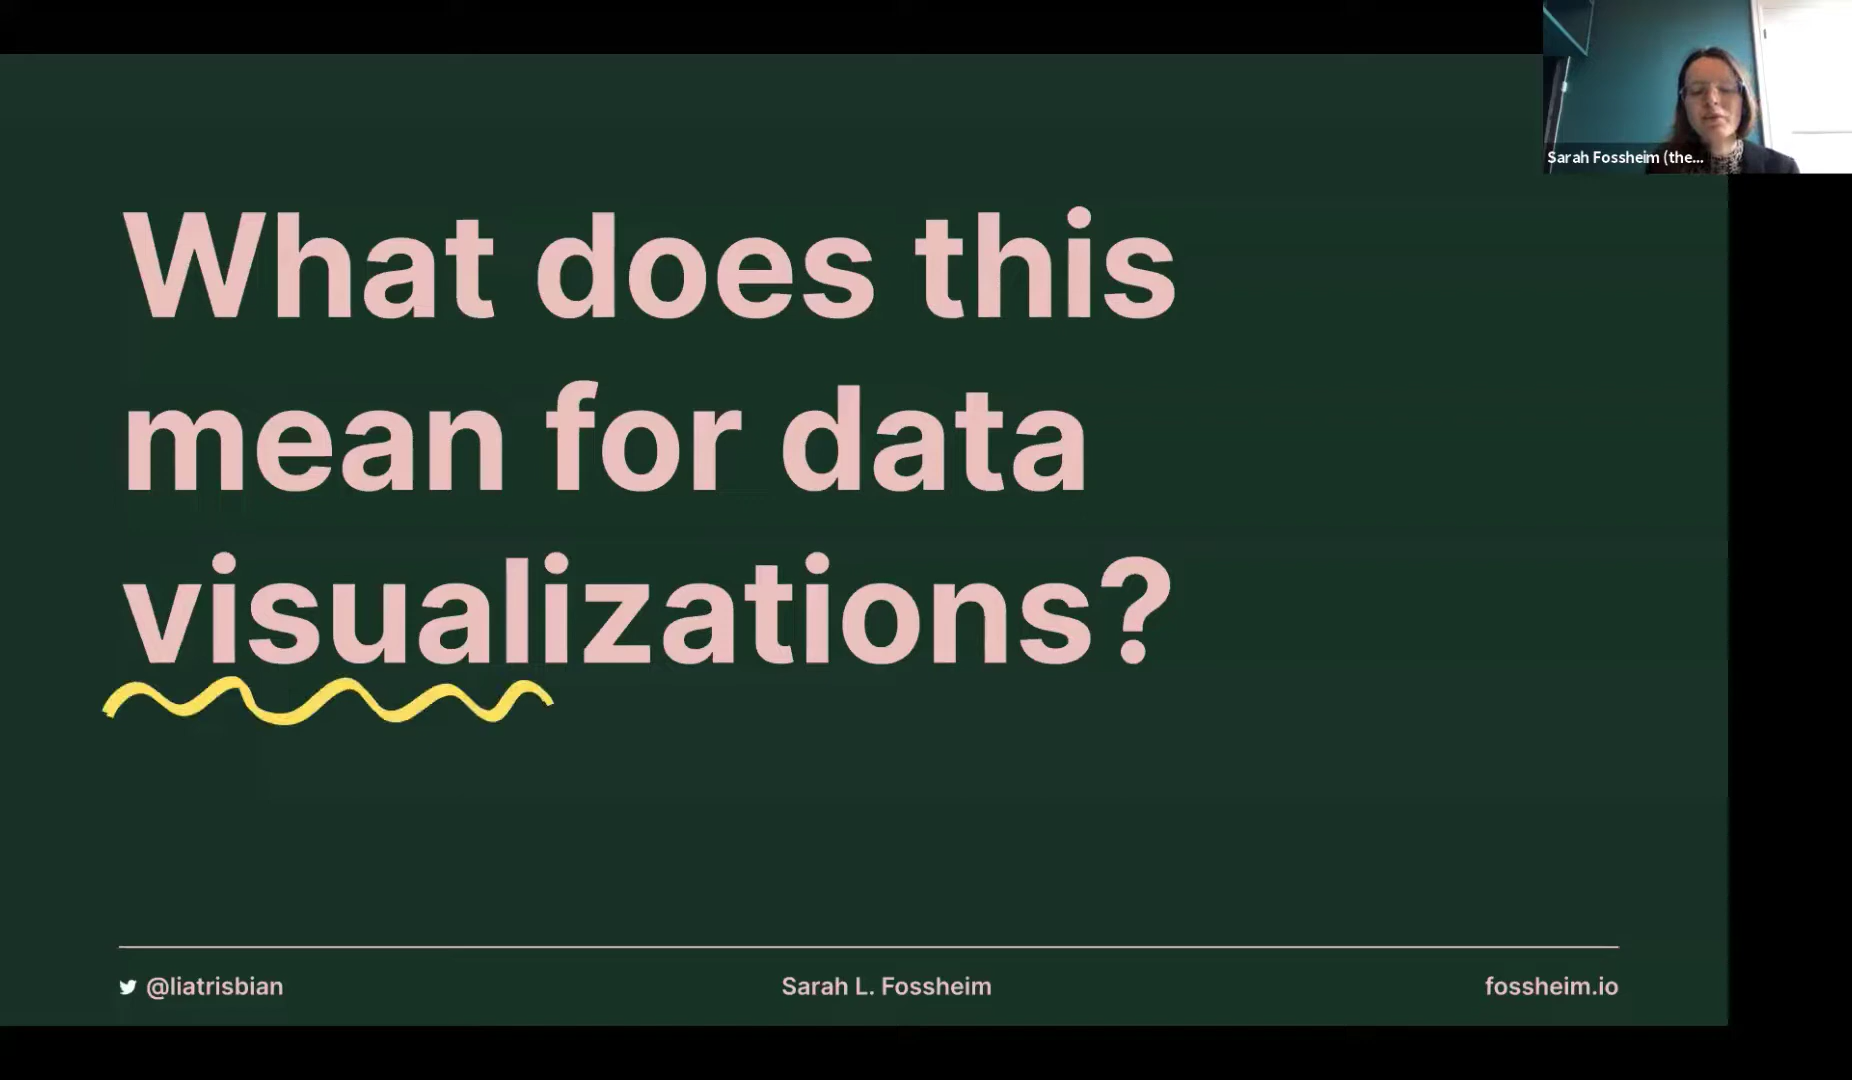 Sarah Fossheim (the...
What does this
mean for data
visualizations?
@liatrisbian
Sarah L. Fossheim
fossheim.io